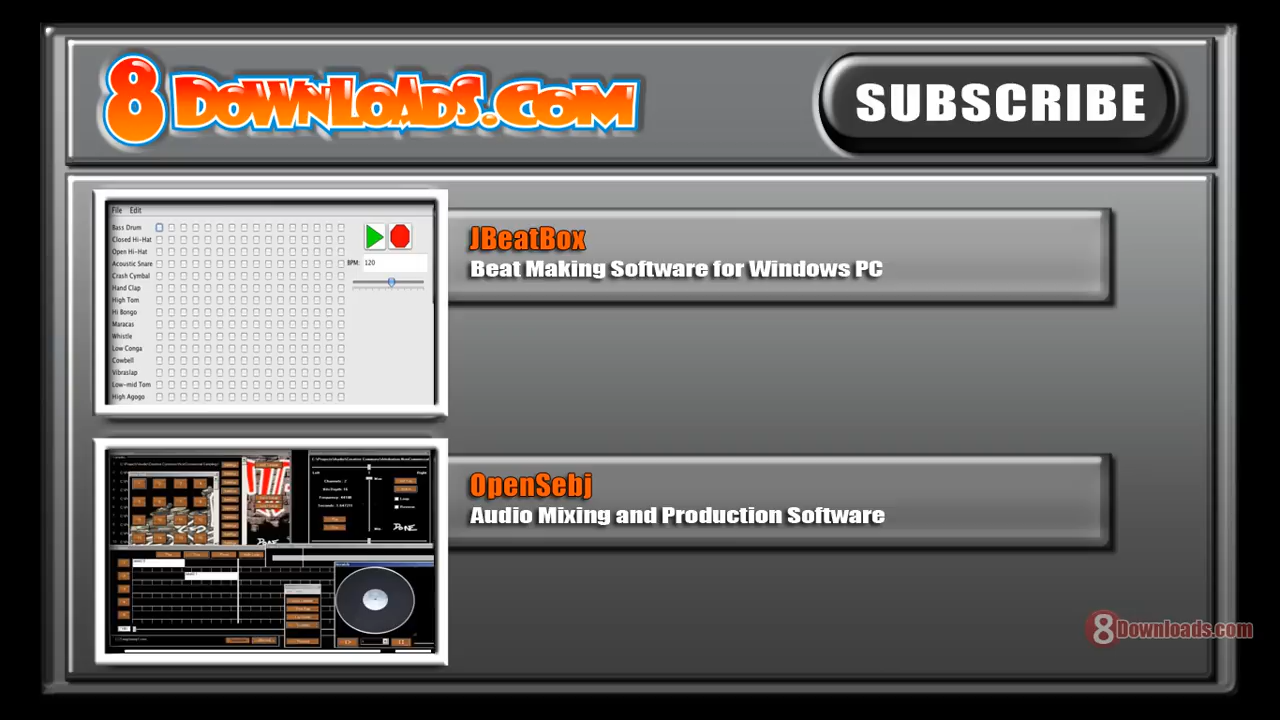 8DOWNLOADS.COM
SUBSCRIBE
File Edit
Bass Drum
Closed Hi-Hat
Open Hi-Hat
Acoustic Snare
Crash Cymbal
Hand Clap
High Tom
Hi Bongo
Maracas
Whistle
Low Conga
Cowbell
Vibraslap
Low-mid Tom
High Agogo
BPM: 120
JBeatBox
Beat Making Software for Windows PC
OpenSebj
Audio Mixing and Production Software
8Downloads.com